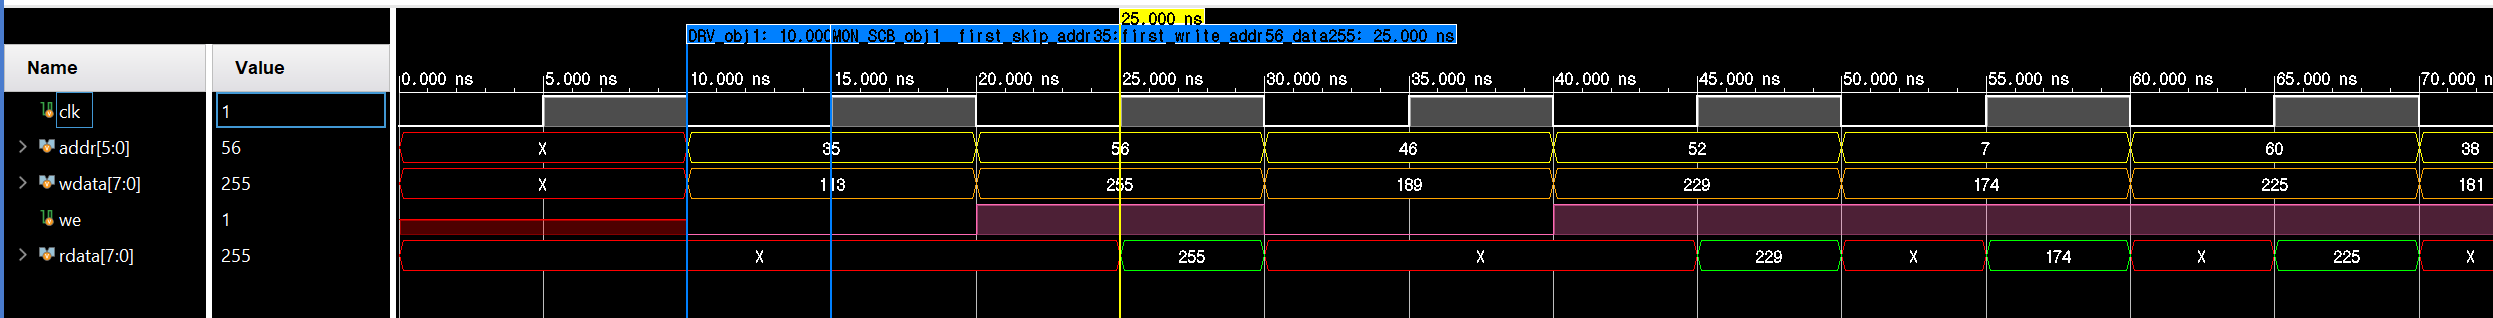 25.000 ns
DRV_obj1: 10.000 MON_SCB_obj1__first_skip_addr35: first_write_addr56_data255: 25.000 ns
Name Value
0.000 ns 5.000 ns 10.000 ns 15.000 ns 20.000 ns 25.000 ns 30.000 ns 35.000 ns 40.000 ns 45.000 ns 50.000 ns 55.000 ns 60.000 ns 65.000 ns 70.000 n
clk 1
addr[5:0] 56 X 35 56 46 52 7 60 38
wdata[7:0] 255 X 113 255 189 229 174 225 181
we 1
rdata[7:0] 255 X 255 X 229 X 174 X 225 X